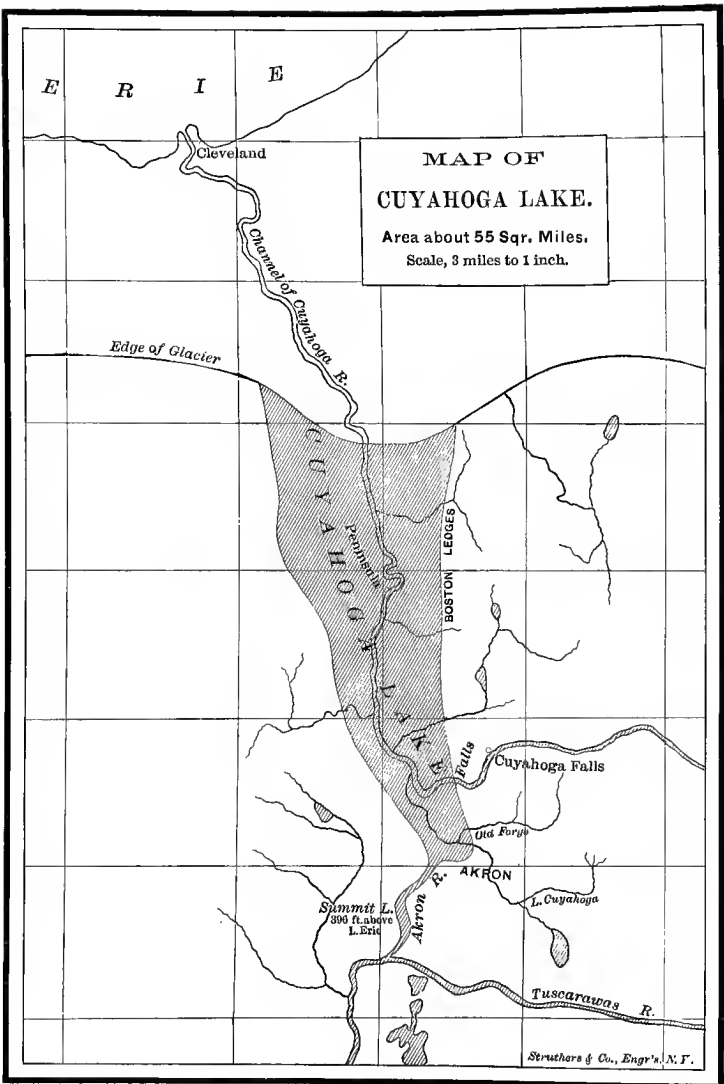 E R I E
Cleveland
MAP OF
CUYAHOGA LAKE.
Area about 55 Sqr. Miles.
Scale, 3 miles to 1 inch.
Channel of Cuyahoga R.
Edge of Glacier
CUYAHOGA LAKE
Peninsula
BOSTON LEDGES
Falls
Cuyahoga Falls
Old Forge
AKRON
L. Cuyahoga
Summit L.
396 ft. above
L. Erie
Akron R.
Tuscarawas R.
Struthers & Co., Engr's, N.Y.